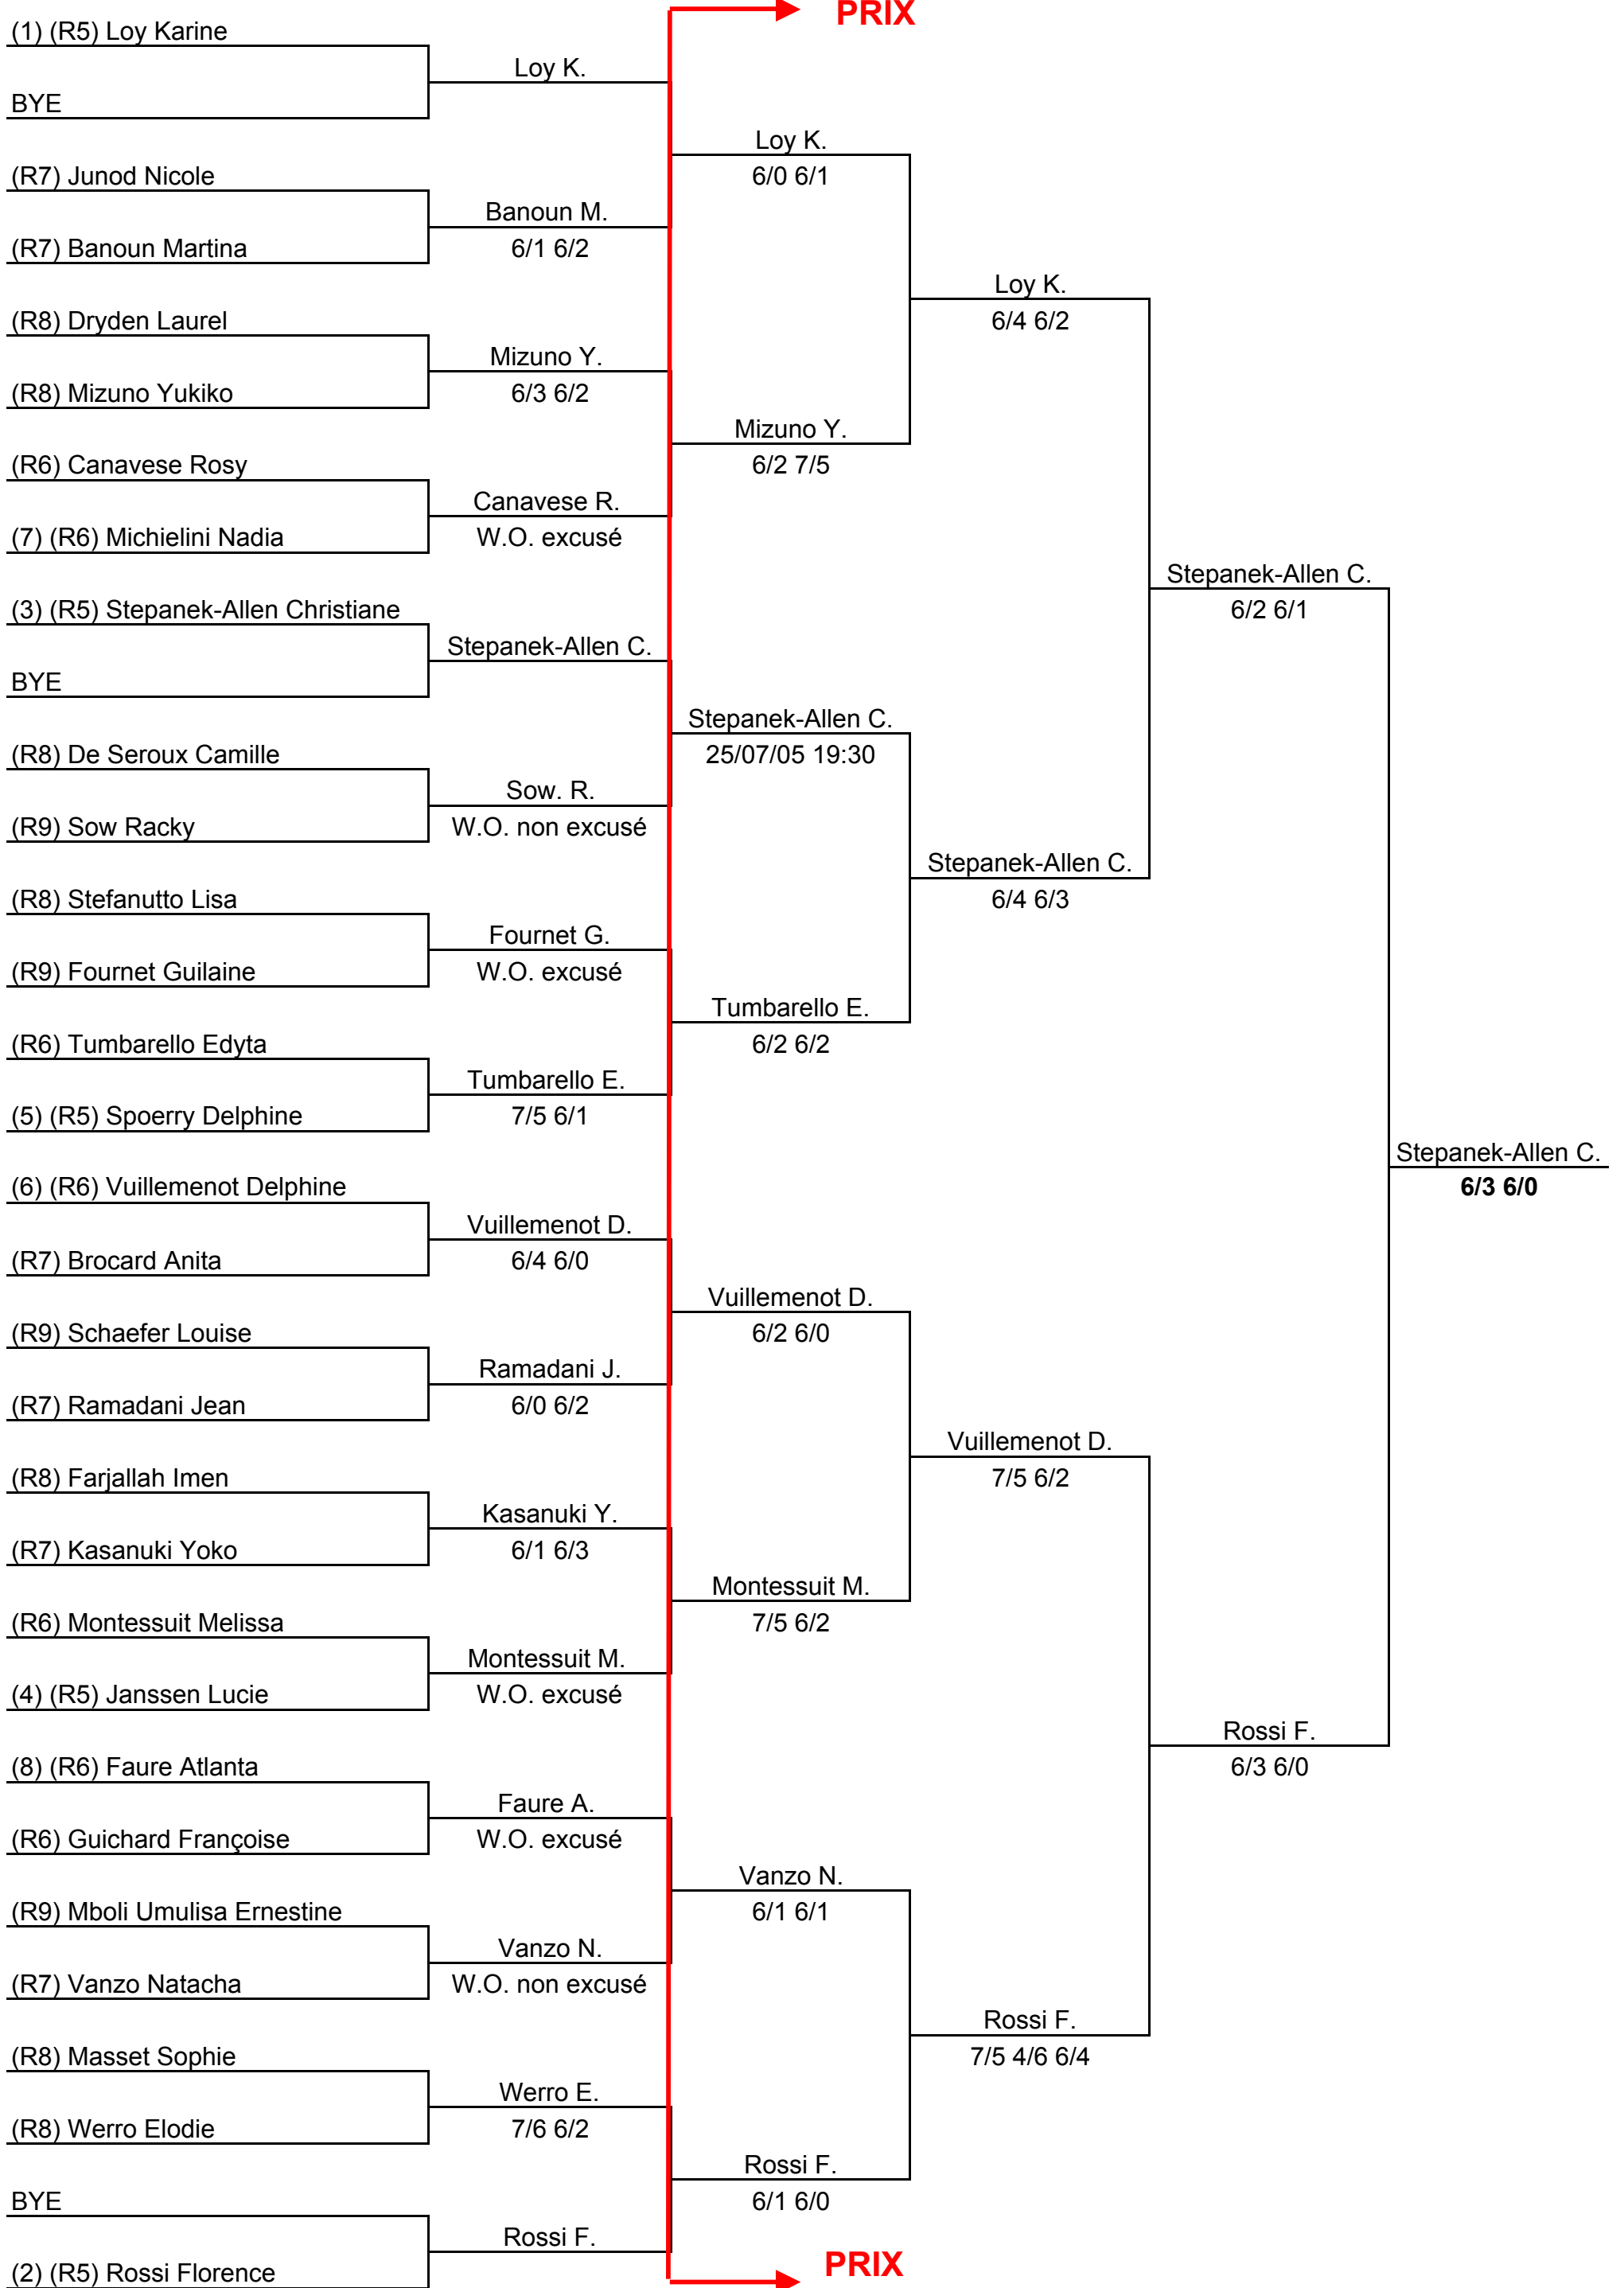 PRIX
(1) (R5) Loy Karine
Loy K.
BYE
Loy K.
6/0 6/1
(R7) Junod Nicole
Banoun M.
6/1 6/2
(R7) Banoun Martina
Loy K.
6/4 6/2
(R8) Dryden Laurel
Mizuno Y.
6/3 6/2
(R8) Mizuno Yukiko
Mizuno Y.
6/2 7/5
(R6) Canavese Rosy
Canavese R.
W.O. excusé
(7) (R6) Michielini Nadia
Stepanek-Allen C.
6/2 6/1
(3) (R5) Stepanek-Allen Christiane
Stepanek-Allen C.
BYE
Stepanek-Allen C.
25/07/05 19:30
(R8) De Seroux Camille
Sow. R.
W.O. non excusé
(R9) Sow Racky
Stepanek-Allen C.
6/4 6/3
(R8) Stefanutto Lisa
Fournet G.
W.O. excusé
(R9) Fournet Guilaine
Tumbarello E.
6/2 6/2
(R6) Tumbarello Edyta
Tumbarello E.
7/5 6/1
(5) (R5) Spoerry Delphine
Stepanek-Allen C.
6/3 6/0
(6) (R6) Vuillemenot Delphine
Vuillemenot D.
6/4 6/0
(R7) Brocard Anita
Vuillemenot D.
6/2 6/0
(R9) Schaefer Louise
Ramadani J.
6/0 6/2
(R7) Ramadani Jean
Vuillemenot D.
7/5 6/2
(R8) Farjallah Imen
Kasanuki Y.
6/1 6/3
(R7) Kasanuki Yoko
Montessuit M.
7/5 6/2
(R6) Montessuit Melissa
Montessuit M.
W.O. excusé
(4) (R5) Janssen Lucie
Rossi F.
6/3 6/0
(8) (R6) Faure Atlanta
Faure A.
W.O. excusé
(R6) Guichard Françoise
Vanzo N.
6/1 6/1
(R9) Mboli Umulisa Ernestine
Vanzo N.
W.O. non excusé
(R7) Vanzo Natacha
Rossi F.
7/5 4/6 6/4
(R8) Masset Sophie
Werro E.
7/6 6/2
(R8) Werro Elodie
Rossi F.
6/1 6/0
BYE
Rossi F.
(2) (R5) Rossi Florence
PRIX